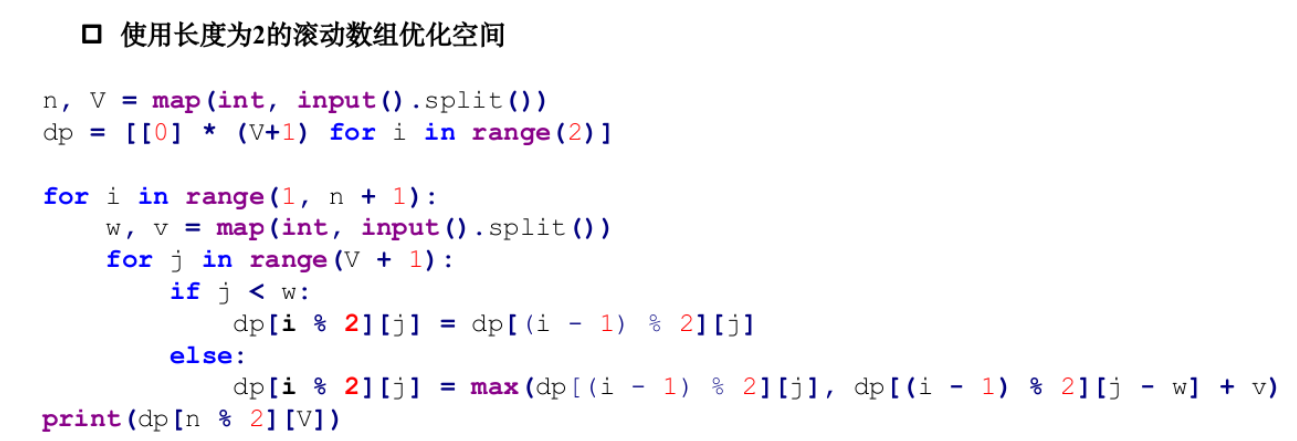 □ 使用长度为2的滚动数组优化空间
n, V = map(int, input().split())
dp = [[0] * (V+1) for i in range(2)]
for i in range(1, n + 1):
    w, v = map(int, input().split())
    for j in range(V + 1):
        if j < w:
            dp[i % 2][j] = dp[(i - 1) % 2][j]
        else:
            dp[i % 2][j] = max(dp[(i - 1) % 2][j], dp[(i - 1) % 2][j - w] + v)
print(dp[n % 2][V])